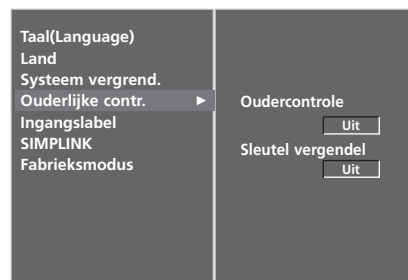 Taal(Language)
Land
Systeem vergrend.
Ouderlijke contr. ►
Ingangslabel
SIMPLINK
Fabrieksmodus
Oudercontrole
Uit
Sleutel vergendel
Uit